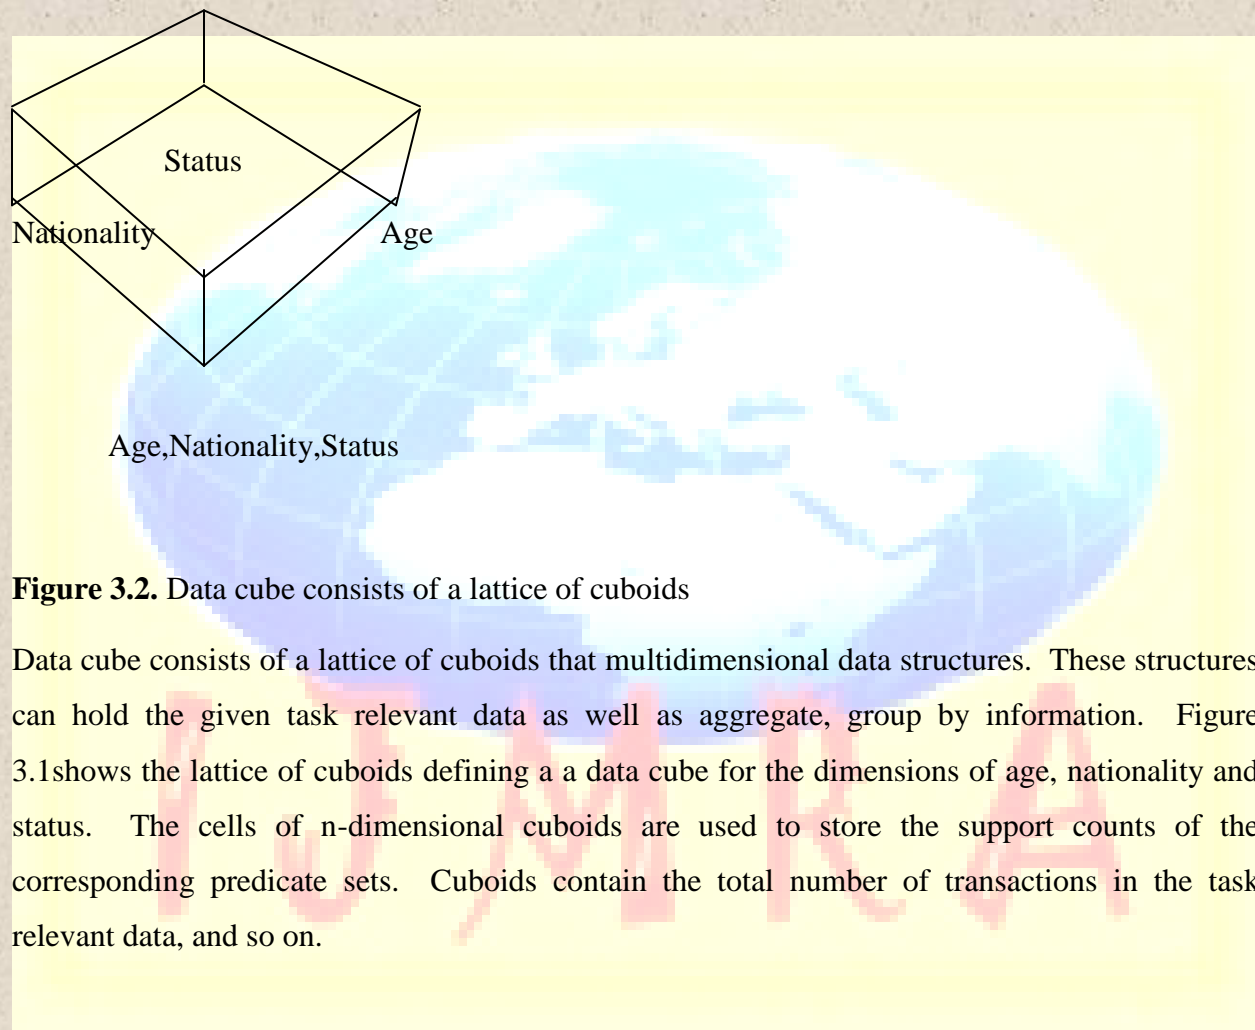 Status
Nationality Age
Age,Nationality,Status
Figure 3.2. Data cube consists of a lattice of cuboids
Data cube consists of a lattice of cuboids that multidimensional data structures. These structures
can hold the given task relevant data as well as aggregate, group by information. Figure
3.1shows the lattice of cuboids defining a a data cube for the dimensions of age, nationality and
status. The cells of n-dimensional cuboids are used to store the support counts of the
corresponding predicate sets. Cuboids contain the total number of transactions in the task
relevant data, and so on.
IJMRA